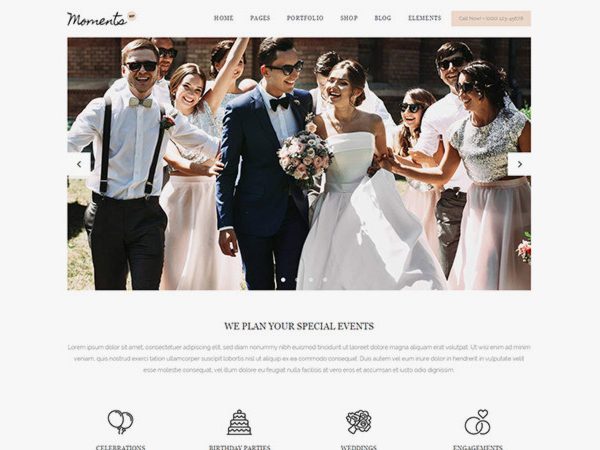 Moments
HOME PAGES PORTFOLIO SHOP BLOG ELEMENTS Call Now! + (000) 123-45678
WE PLAN YOUR SPECIAL EVENTS
Lorem ipsum dolor sit amet, consectetuer adipiscing elit, sed diam nonummy nibh euismod tincidunt ut laoreet dolore magna aliquam erat volutpat. Ut wisi enim ad minim
veniam, quis nostrud exerci tation ullamcorper suscipit lobortis nisl ut aliquip ex ea commodo consequat. Duis autem vel eum iriure dolor in hendrerit in vulputate velit
esse molestie consequat, vel illum dolore eu feugiat nulla facilisis at vero eros et accumsan et iusto odio dignissim.
CELEBRATIONS BIRTHDAY PARTIES WEDDINGS ENGAGEMENTS